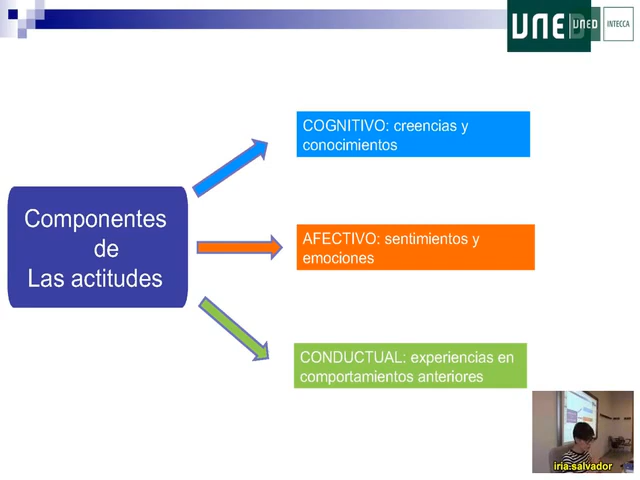 UNED
UNED
INTECCA
COGNITIVO: creencias y
conocimientos
Componentes
de
Las actitudes
AFECTIVO: sentimientos y
emociones
CONDUCTUAL: experiencias en
comportamientos anteriores
iria.salvador